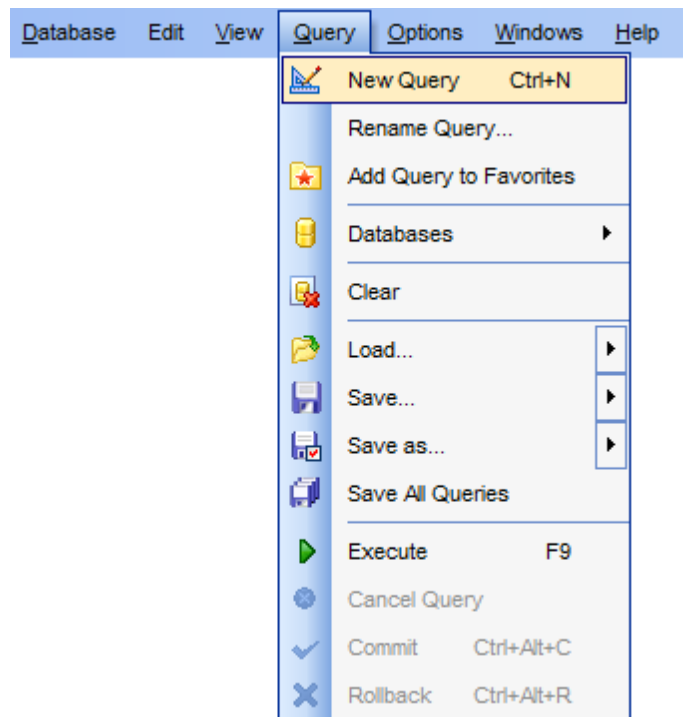 Database Edit View Query Options Windows Help
New Query Ctrl+N
Rename Query...
Add Query to Favorites
Databases
Clear
Load...
Save...
Save as...
Save All Queries
Execute F9
Cancel Query
Commit Ctrl+Alt+C
Rollback Ctrl+Alt+R